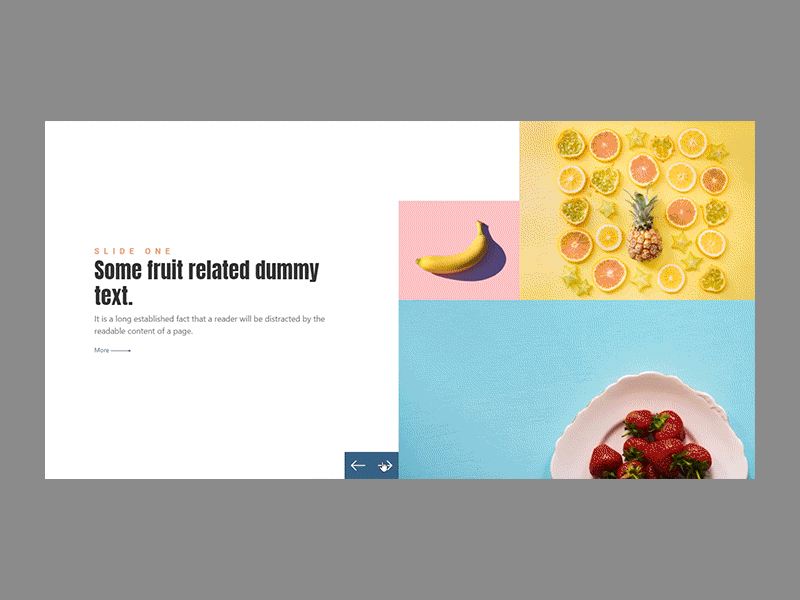 SLIDE ONE
Some fruit related dummy
text.
It is a long established fact that a reader will be distracted by the
readable content of a page.
More